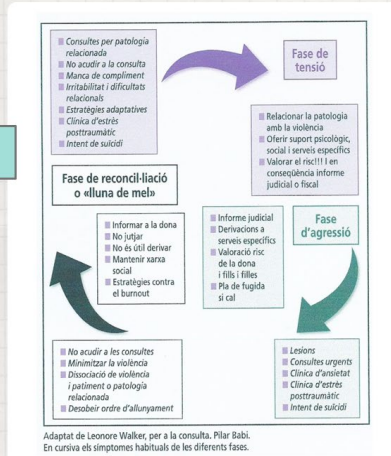 Consultes per patologia
relacionada
No acudir a la consulta
Manca de compliment
Irritabilitat i dificultats
relacionals
Estratègies adaptatives
Clínica d'estrès
posttraumàtic
Intent de suïcidi
Fase de
tensió
Relacionar la patologia
amb la violència
Oferir suport psicològic,
social i serveis específics
Valorar el risc!!! I en
conseqüència informe
judicial o fiscal
Fase de reconcil·liació
o «lluna de mel»
Informar a la dona
No jutjar
No és útil derivar
Mantenir xarxa
social
Estratègies contra
el burnout
Informe judicial
Derivacions a
serveis específics
Valoració risc
de la dona
i fills i filles
Pla de fugida
si cal
Fase
d'agressió
No acudir a les consultes
Minimitzar la violència
Dissociació de violència
i patiment o patologia
relacionada
Desobeir ordre d'allunyament
Lesions
Consultes urgents
Clínica d'ansietat
Clínica d'estrès
posttraumàtic
Intent de suïcidi
Adaptat de Leonore Walker, per a la consulta. Pilar Babi.
En cursiva els símptomes habituals de les diferents fases.